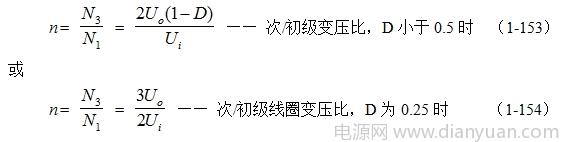 n= N3/N1 = 2Uo(1-D)/Ui —— 次/初级变压比，D 小于 0.5 时 （1-153）
或
n= N3/N1 = 3Uo/2Ui —— 次/初级线圈变压比，D 为 0.25 时 （1-154）
电源网 www.dianyuan.com